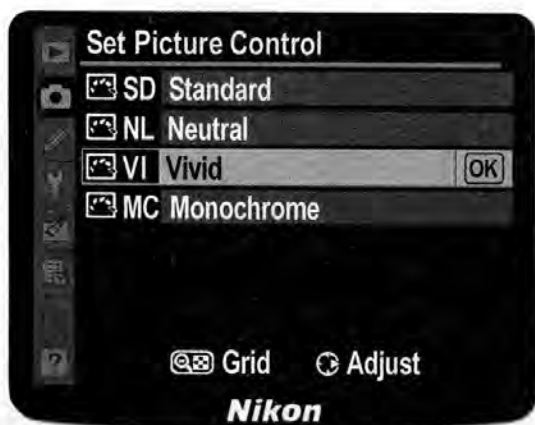 Set Picture Control
SD Standard
NL Neutral
VI Vivid OK
MC Monochrome
? Grid Adjust
Nikon